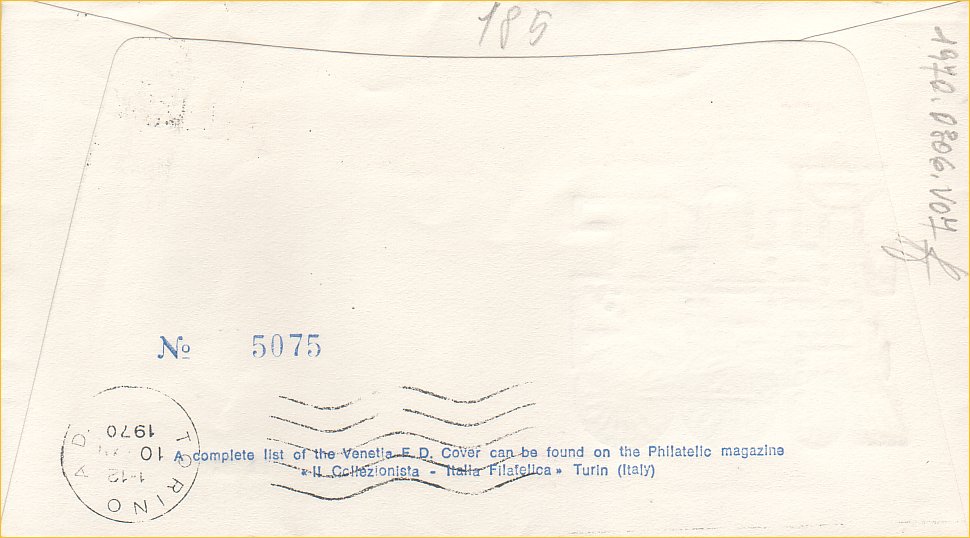 185
1970.0806.V04
No 5075
A complete list of the Venetia F. D. Cover can be found on the Philatelic magazine
« Il Collezionista - Italia Filatelica » Turin (Italy)
TORINO A.D.
1-12
10
1970